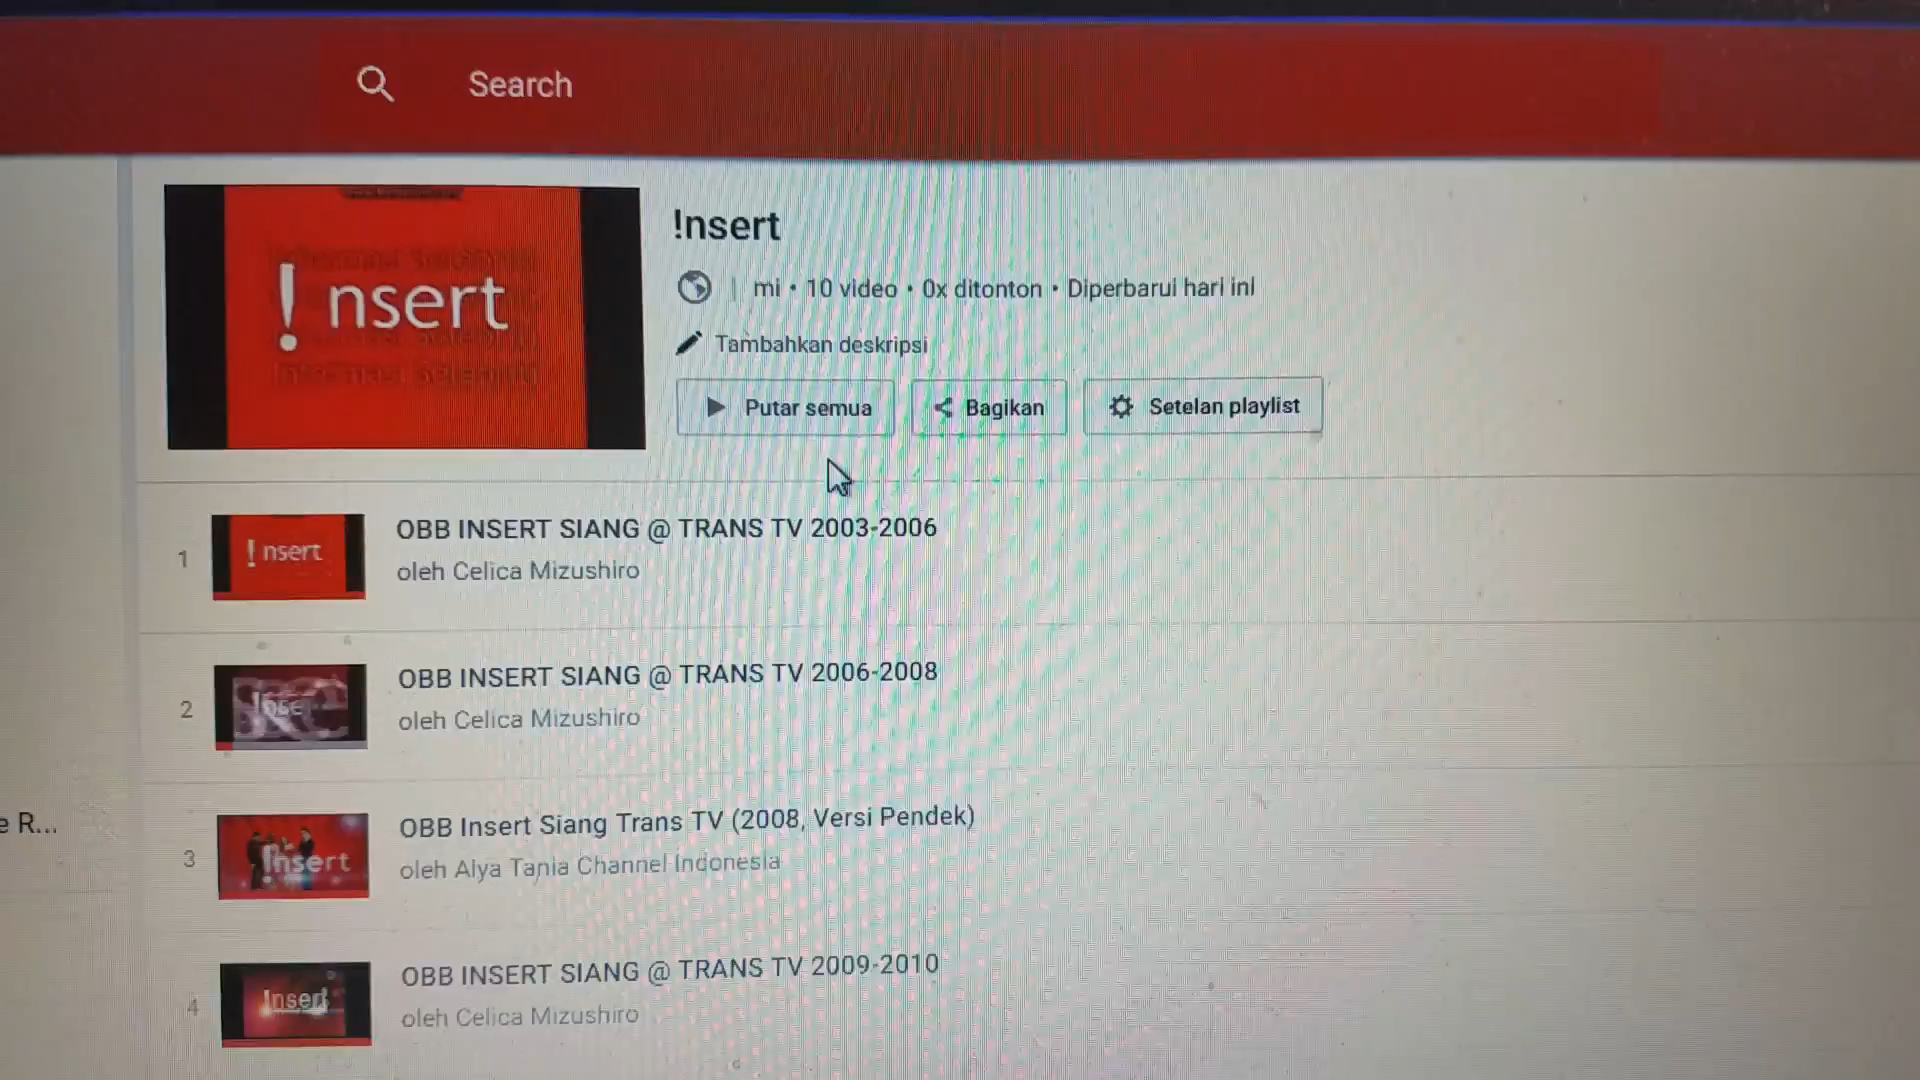 Search
!nsert
!nsert
mi • 10 video • 0x ditonton • Diperbarui hari ini
Tambahkan deskripsi
Putar semua
Bagikan
Setelan playlist
1
!nsert
OBB INSERT SIANG @ TRANS TV 2003-2006
oleh Celica Mizushiro
2
OBB INSERT SIANG @ TRANS TV 2006-2008
oleh Celica Mizushiro
e R...
3
!nsert
OBB Insert Siang Trans TV (2008, Versi Pendek)
oleh Alya Tania Channel Indonesia
4
Insert
OBB INSERT SIANG @ TRANS TV 2009-2010
oleh Celica Mizushiro